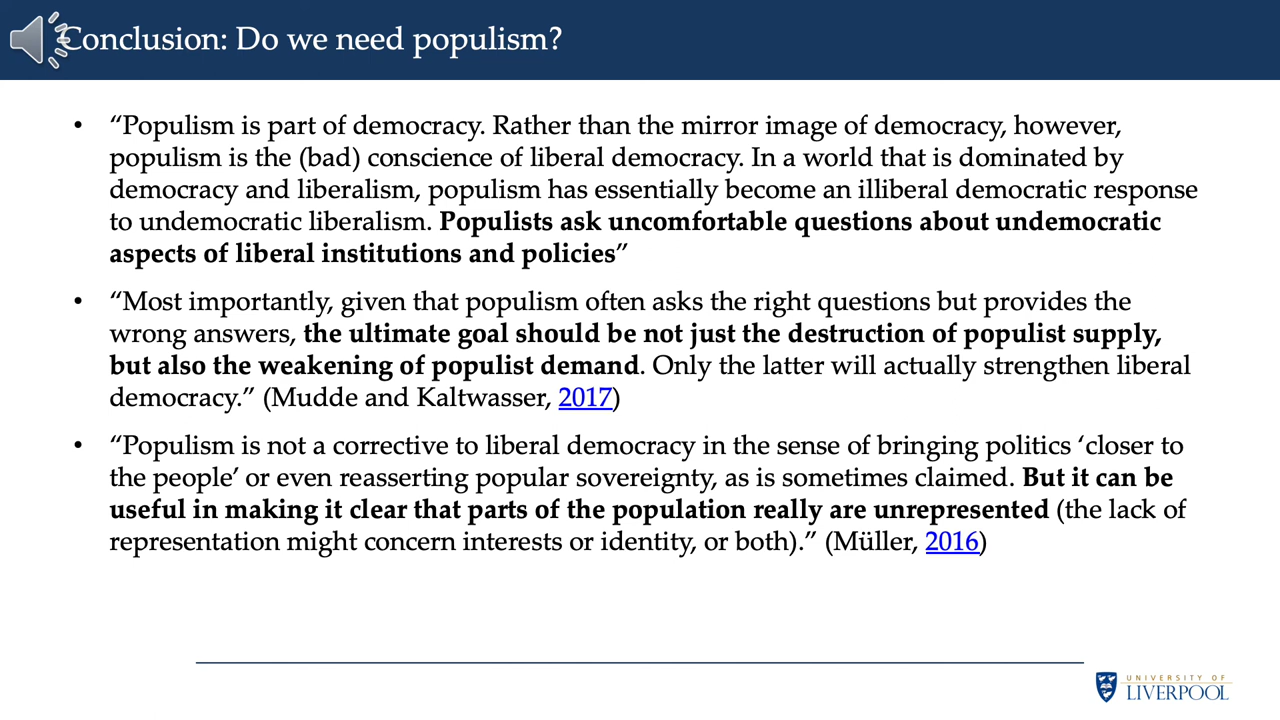 Conclusion: Do we need populism?
• “Populism is part of democracy. Rather than the mirror image of democracy, however,
populism is the (bad) conscience of liberal democracy. In a world that is dominated by
democracy and liberalism, populism has essentially become an illiberal democratic response
to undemocratic liberalism. Populists ask uncomfortable questions about undemocratic
aspects of liberal institutions and policies”
• “Most importantly, given that populism often asks the right questions but provides the
wrong answers, the ultimate goal should be not just the destruction of populist supply,
but also the weakening of populist demand. Only the latter will actually strengthen liberal
democracy.” (Mudde and Kaltwasser, 2017)
• “Populism is not a corrective to liberal democracy in the sense of bringing politics ‘closer to
the people’ or even reasserting popular sovereignty, as is sometimes claimed. But it can be
useful in making it clear that parts of the population really are unrepresented (the lack of
representation might concern interests or identity, or both).” (Müller, 2016)
UNIVERSITY OF
LIVERPOOL